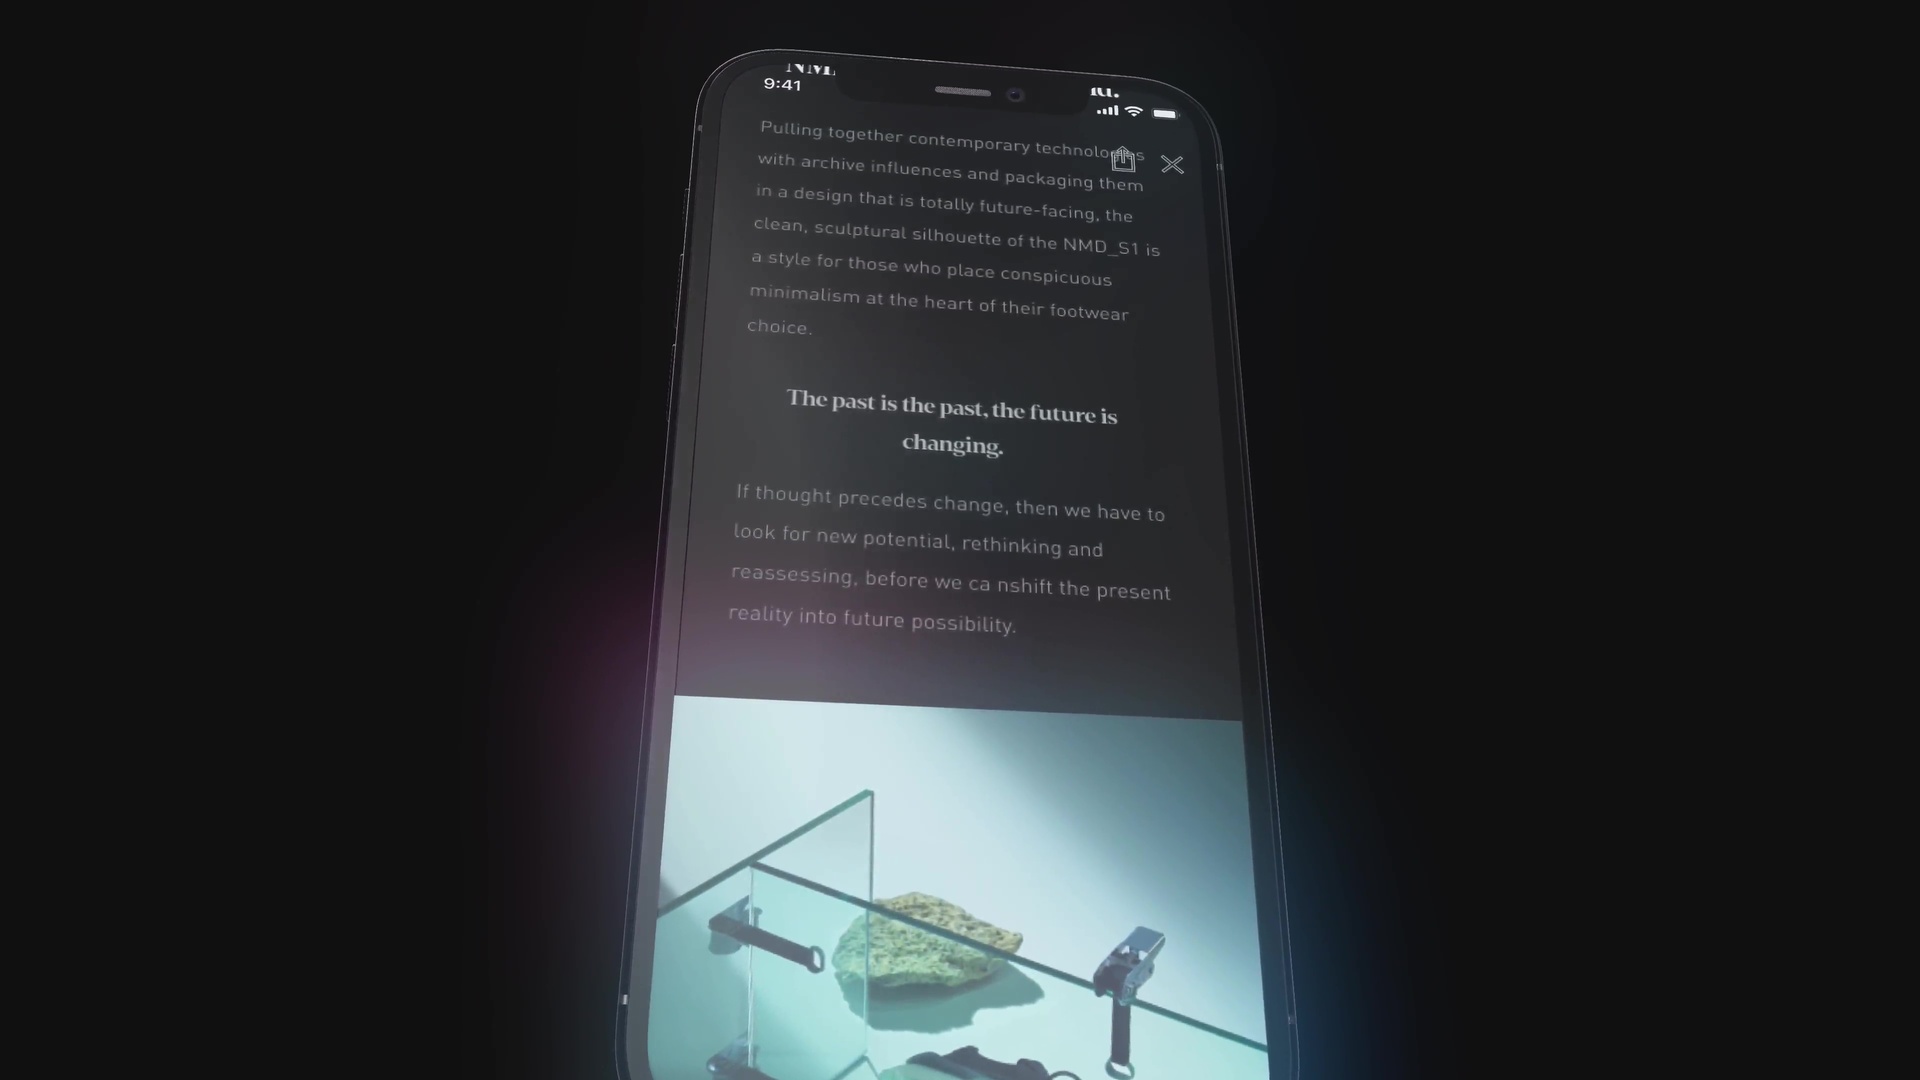 9:41
Pulling together contemporary technologies
with archive influences and packaging them
in a design that is totally future-facing, the
clean, sculptural silhouette of the NMD_S1 is
a style for those who place conspicuous
minimalism at the heart of their footwear
choice.
The past is the past, the future is
changing.
If thought precedes change, then we have to
look for new potential, rethinking and
reassessing, before we ca nshift the present
reality into future possibility.